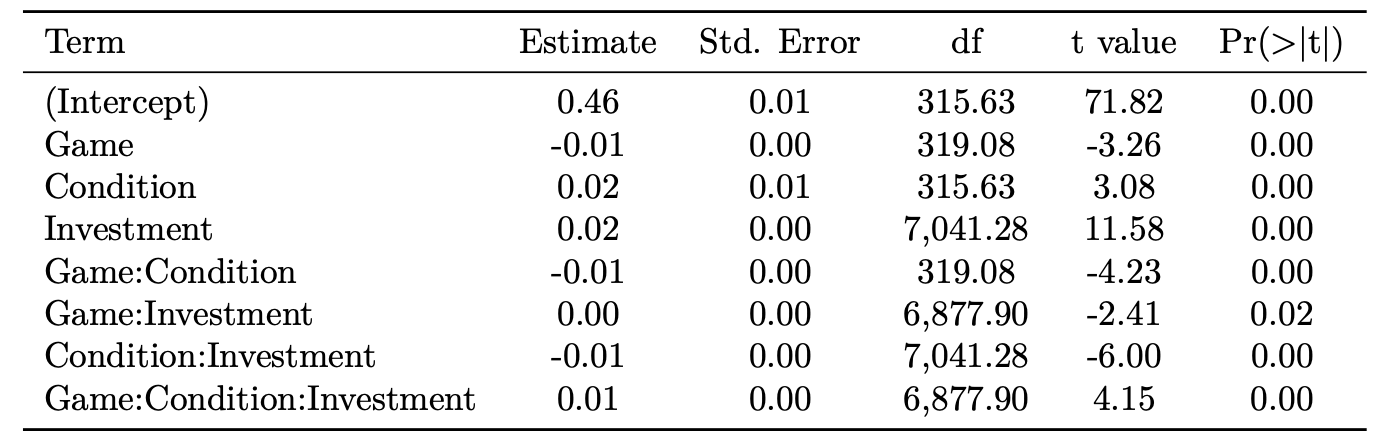 Term Estimate Std. Error df t value Pr(>|t|)
(Intercept) 0.46 0.01 315.63 71.82 0.00
Game -0.01 0.00 319.08 -3.26 0.00
Condition 0.02 0.01 315.63 3.08 0.00
Investment 0.02 0.00 7,041.28 11.58 0.00
Game:Condition -0.01 0.00 319.08 -4.23 0.00
Game:Investment 0.00 0.00 6,877.90 -2.41 0.02
Condition:Investment -0.01 0.00 7,041.28 -6.00 0.00
Game:Condition:Investment 0.01 0.00 6,877.90 4.15 0.00